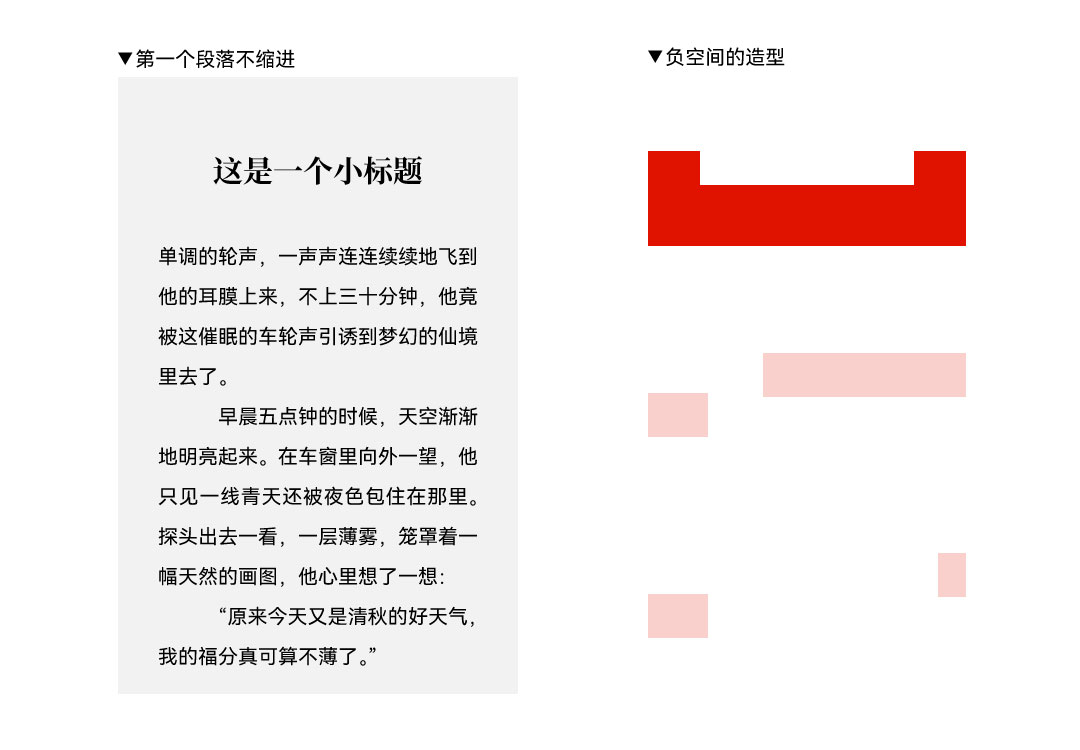 ▼第一个段落不缩进
这是一个小标题
单调的轮声，一声声连连续续地飞到
他的耳膜上来，不上三十分钟，他竟
被这催眠的车轮声引诱到梦幻的仙境
里去了。
早晨五点钟的时候，天空渐渐
地明亮起来。在车窗里向外一望，他
只见一线青天还被夜色包住在那里。
探头出去一看，一层薄雾，笼罩着一
幅天然的画图，他心里想了一想：
“原来今天又是清秋的好天气，
我的福分真可算不薄了。”
▼负空间的造型